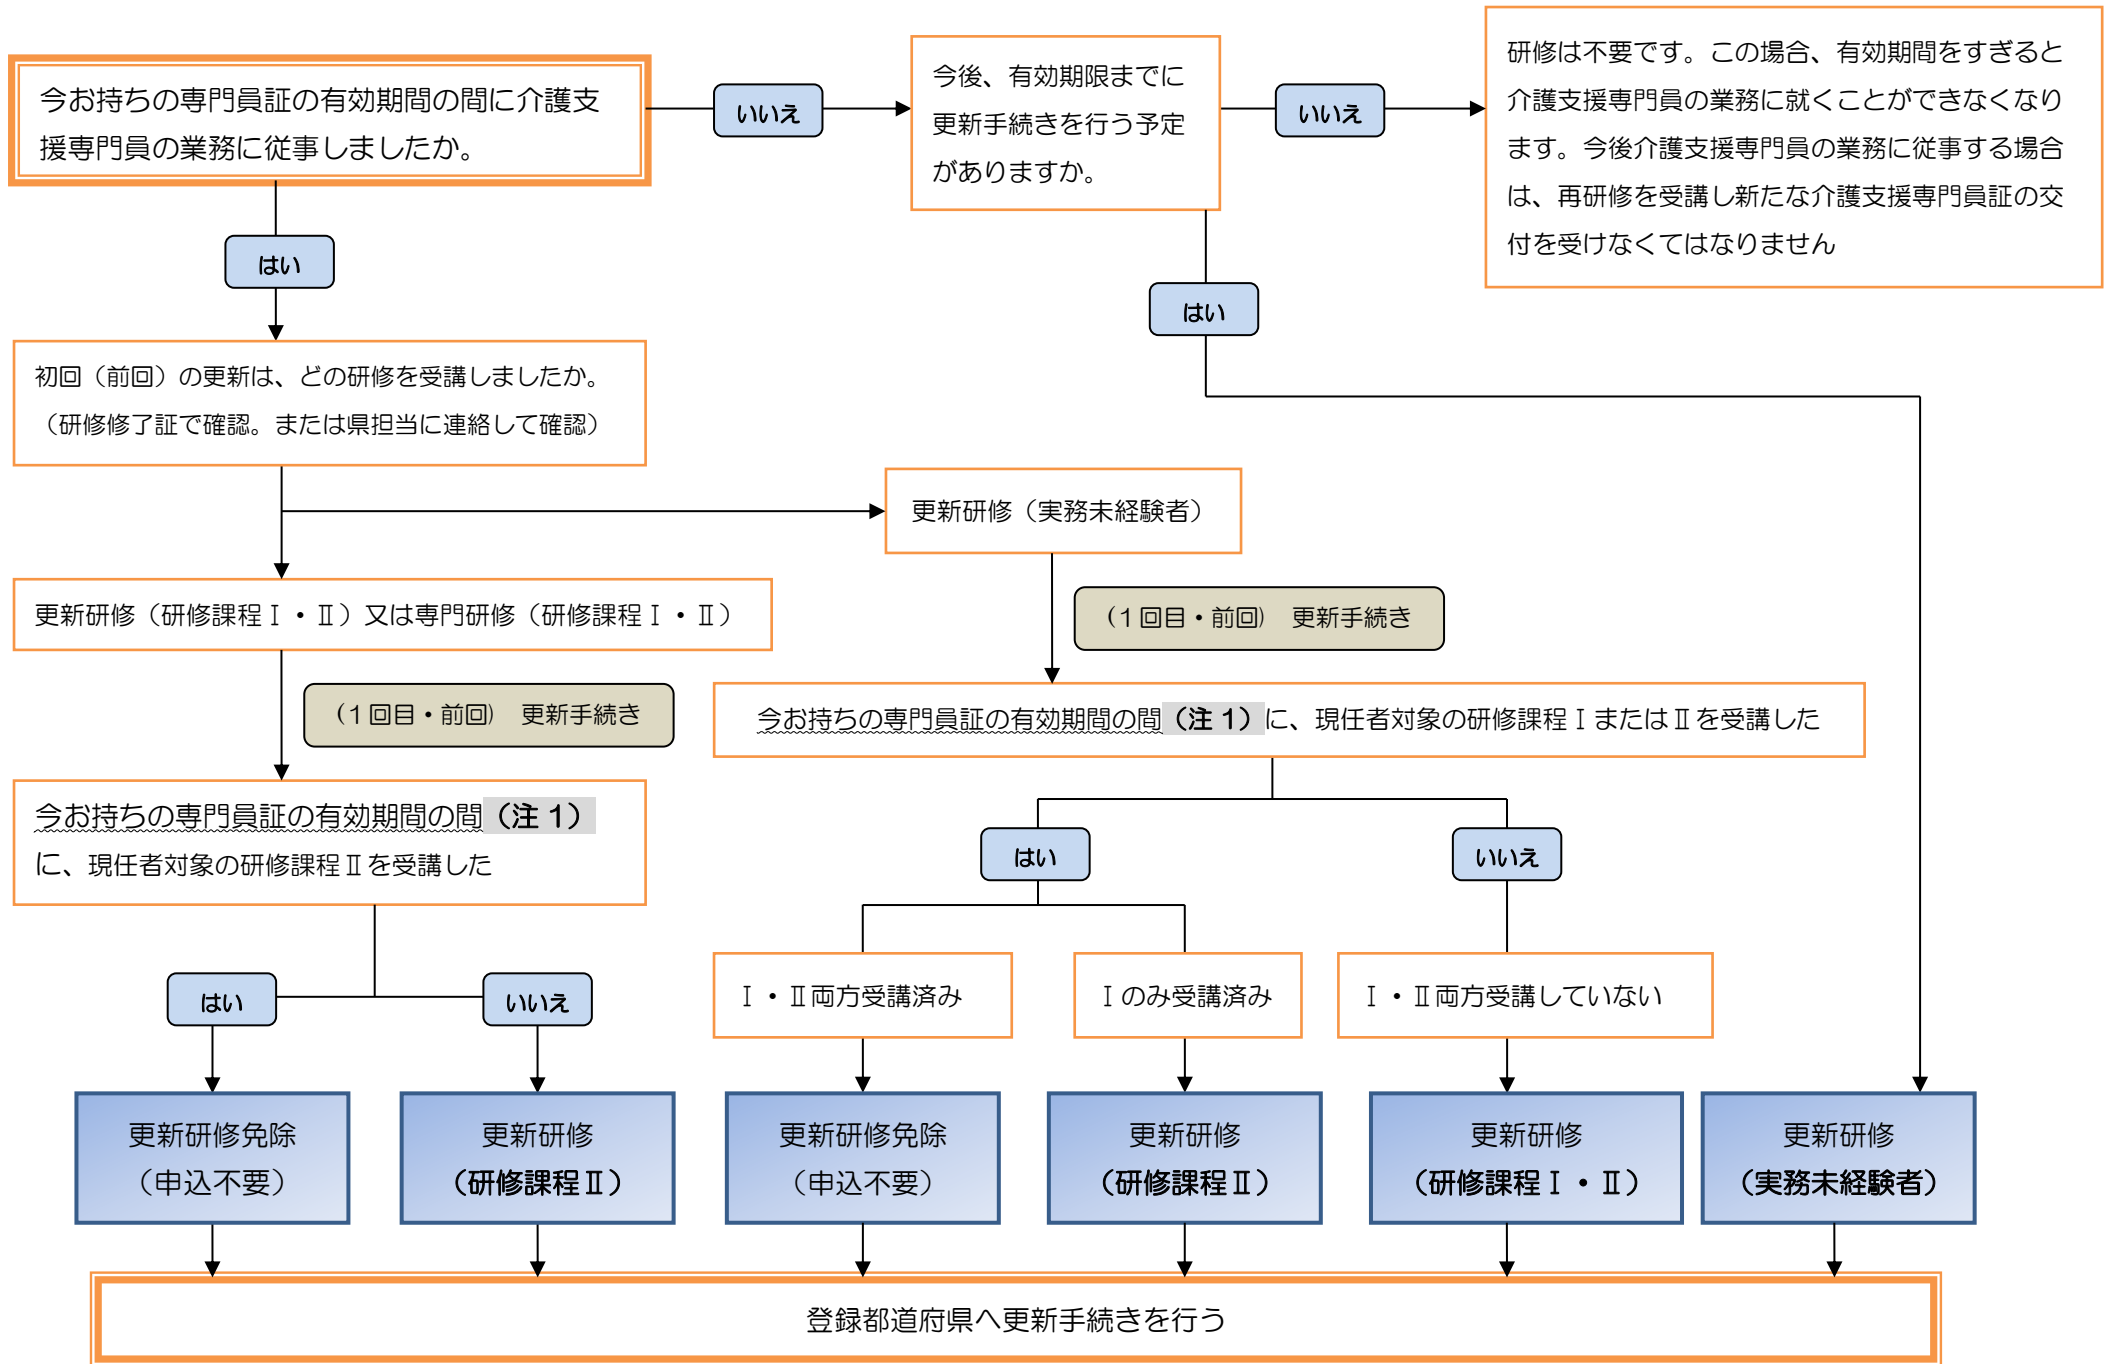 今お持ちの専門員証の有効期間の間に介護支
援専門員の業務に従事しましたか。
いいえ
今後、有効期限までに
更新手続きを行う予定
がありますか。
いいえ
研修は不要です。この場合、有効期間をすぎると
介護支援専門員の業務に就くことができなくなり
ます。今後介護支援専門員の業務に従事する場合
は、再研修を受講し新たな介護支援専門員証の交
付を受けなくてはなりません
はい
はい
初回（前回）の更新は、どの研修を受講しましたか。
（研修修了証で確認。または県担当に連絡して確認）
更新研修（実務未経験者）
更新研修（研修課程Ⅰ・Ⅱ）又は専門研修（研修課程Ⅰ・Ⅱ）
（１回目・前回）　更新手続き
（１回目・前回）　更新手続き
今お持ちの専門員証の有効期間の間（注１）に、現任者対象の研修課程ⅠまたはⅡを受講した
今お持ちの専門員証の有効期間の間（注１）
に、現任者対象の研修課程Ⅱを受講した
はい
いいえ
はい
いいえ
Ⅰ・Ⅱ両方受講済み
Ⅰのみ受講済み
Ⅰ・Ⅱ両方受講していない
更新研修免除
（申込不要）
更新研修
（研修課程Ⅱ）
更新研修免除
（申込不要）
更新研修
（研修課程Ⅱ）
更新研修
（研修課程Ⅰ・Ⅱ）
更新研修
（実務未経験者）
登録都道府県へ更新手続きを行う